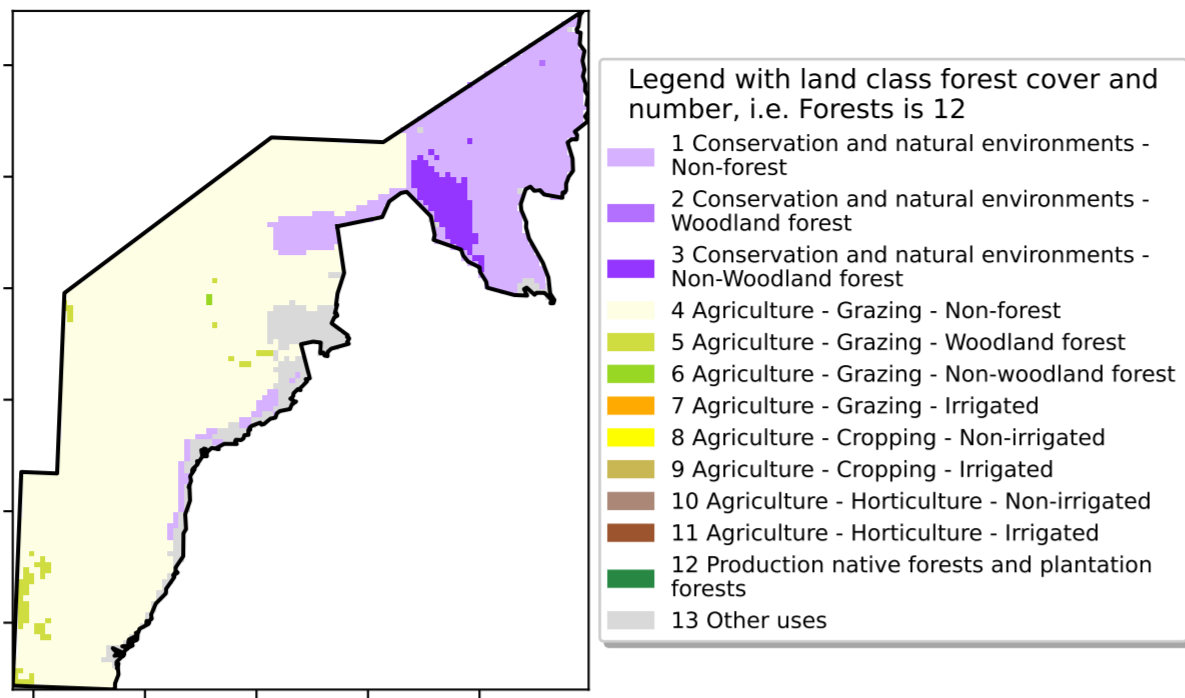 Legend with land class forest cover and
number, i.e. Forests is 12
1 Conservation and natural environments -
Non-forest
2 Conservation and natural environments -
Woodland forest
3 Conservation and natural environments -
Non-Woodland forest
4 Agriculture - Grazing - Non-forest
5 Agriculture - Grazing - Woodland forest
6 Agriculture - Grazing - Non-woodland forest
7 Agriculture - Grazing - Irrigated
8 Agriculture - Cropping - Non-irrigated
9 Agriculture - Cropping - Irrigated
10 Agriculture - Horticulture - Non-irrigated
11 Agriculture - Horticulture - Irrigated
12 Production native forests and plantation
forests
13 Other uses